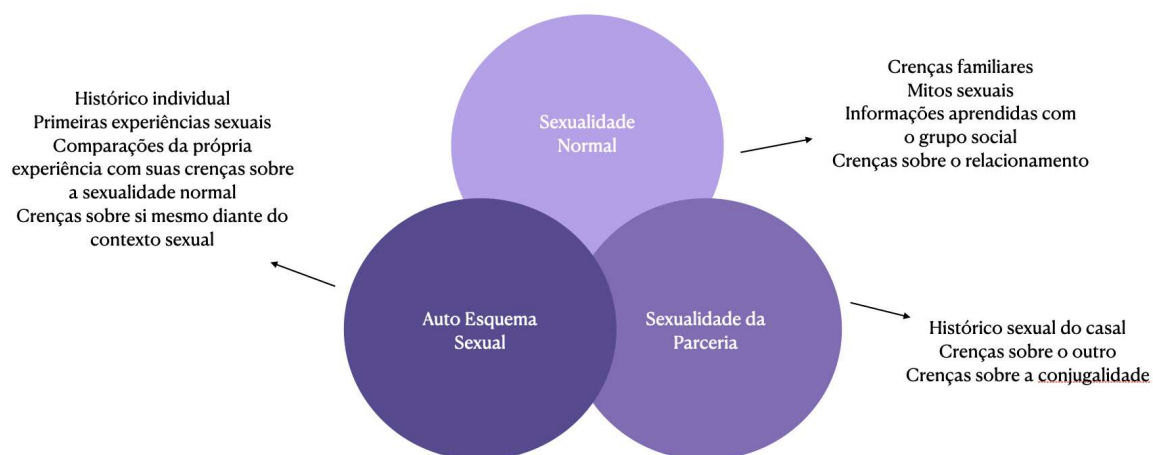 Histórico individual
Primeiras experiências sexuais
Comparações da própria
experiência com suas crenças sobre
a sexualidade normal
Crenças sobre si mesmo diante do
contexto sexual
Sexualidade
Normal
Crenças familiares
Mitos sexuais
Informações aprendidas com
o grupo social
Crenças sobre o relacionamento
Auto Esquema
Sexual
Sexualidade da
Parceria
Histórico sexual do casal
Crenças sobre o outro
Crenças sobre a conjugalidade